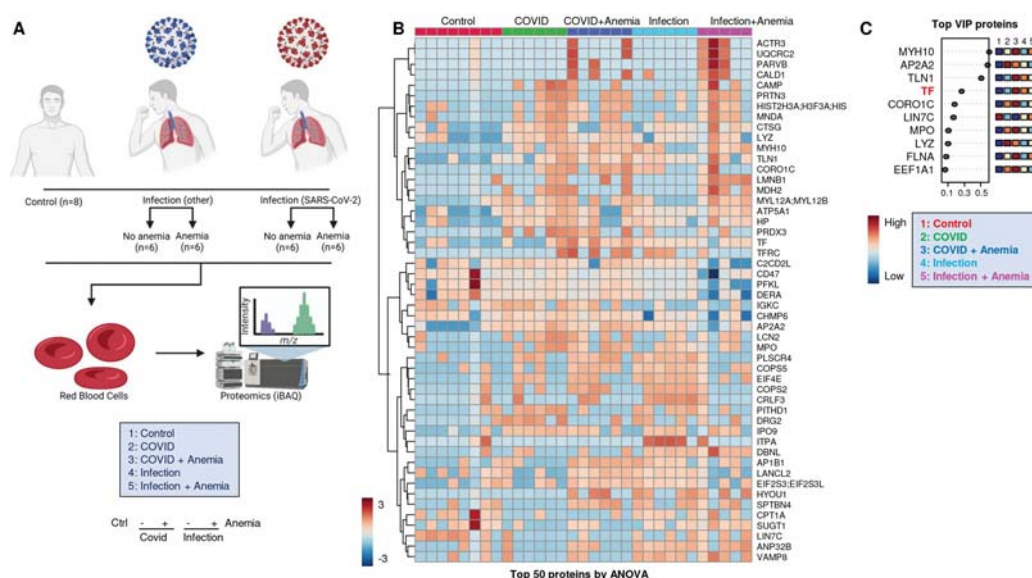 A
Control (n=8)
Infection (other)
Infection (SARS-CoV-2)
No anemia
(n=6)
Anemia
(n=6)
No anemia
(n=6)
Anemia
(n=6)
Red Blood Cells
Intensity
m/z
Proteomics (iBAQ)
1: Control
2: COVID
3: COVID + Anemia
4: Infection
5: Infection + Anemia
Ctrl - + - + Anemia
Covid Infection
B
Control COVID COVID+Anemia Infection Infection+Anemia
ACTR3
UQCRC2
PARVB
CALD1
CAMP
PRTN3
HIST2H3A;H3F3A;HIS
MNDA
CTSG
LYZ
MYH10
TLN1
CORO1C
LMNB1
MDH2
MYL12A;MYL12B
ATP5A1
HP
PRDX3
TF
TFRC
C2CD2L
CD47
PFKL
DERA
IGKC
CHMP6
AP2A2
LCN2
MPO
PLSCR4
COPS5
EIF4E
COPS2
CRLF3
PITHD1
DRG2
IPO9
ITPA
DBNL
AP1B1
LANCL2
EIF2S3;EIF2S3L
HYOU1
SPTBN4
CPT1A
SUGT1
LIN7C
ANP32B
VAMP8
3
-3
Top 50 proteins by ANOVA
C
Top VIP proteins
1 2 3 4 5
MYH10
AP2A2
TLN1
TF
CORO1C
LIN7C
MPO
LYZ
FLNA
EEF1A1
0.1 0.3 0.5
High
Low
1: Control
2: COVID
3: COVID + Anemia
4: Infection
5: Infection + Anemia